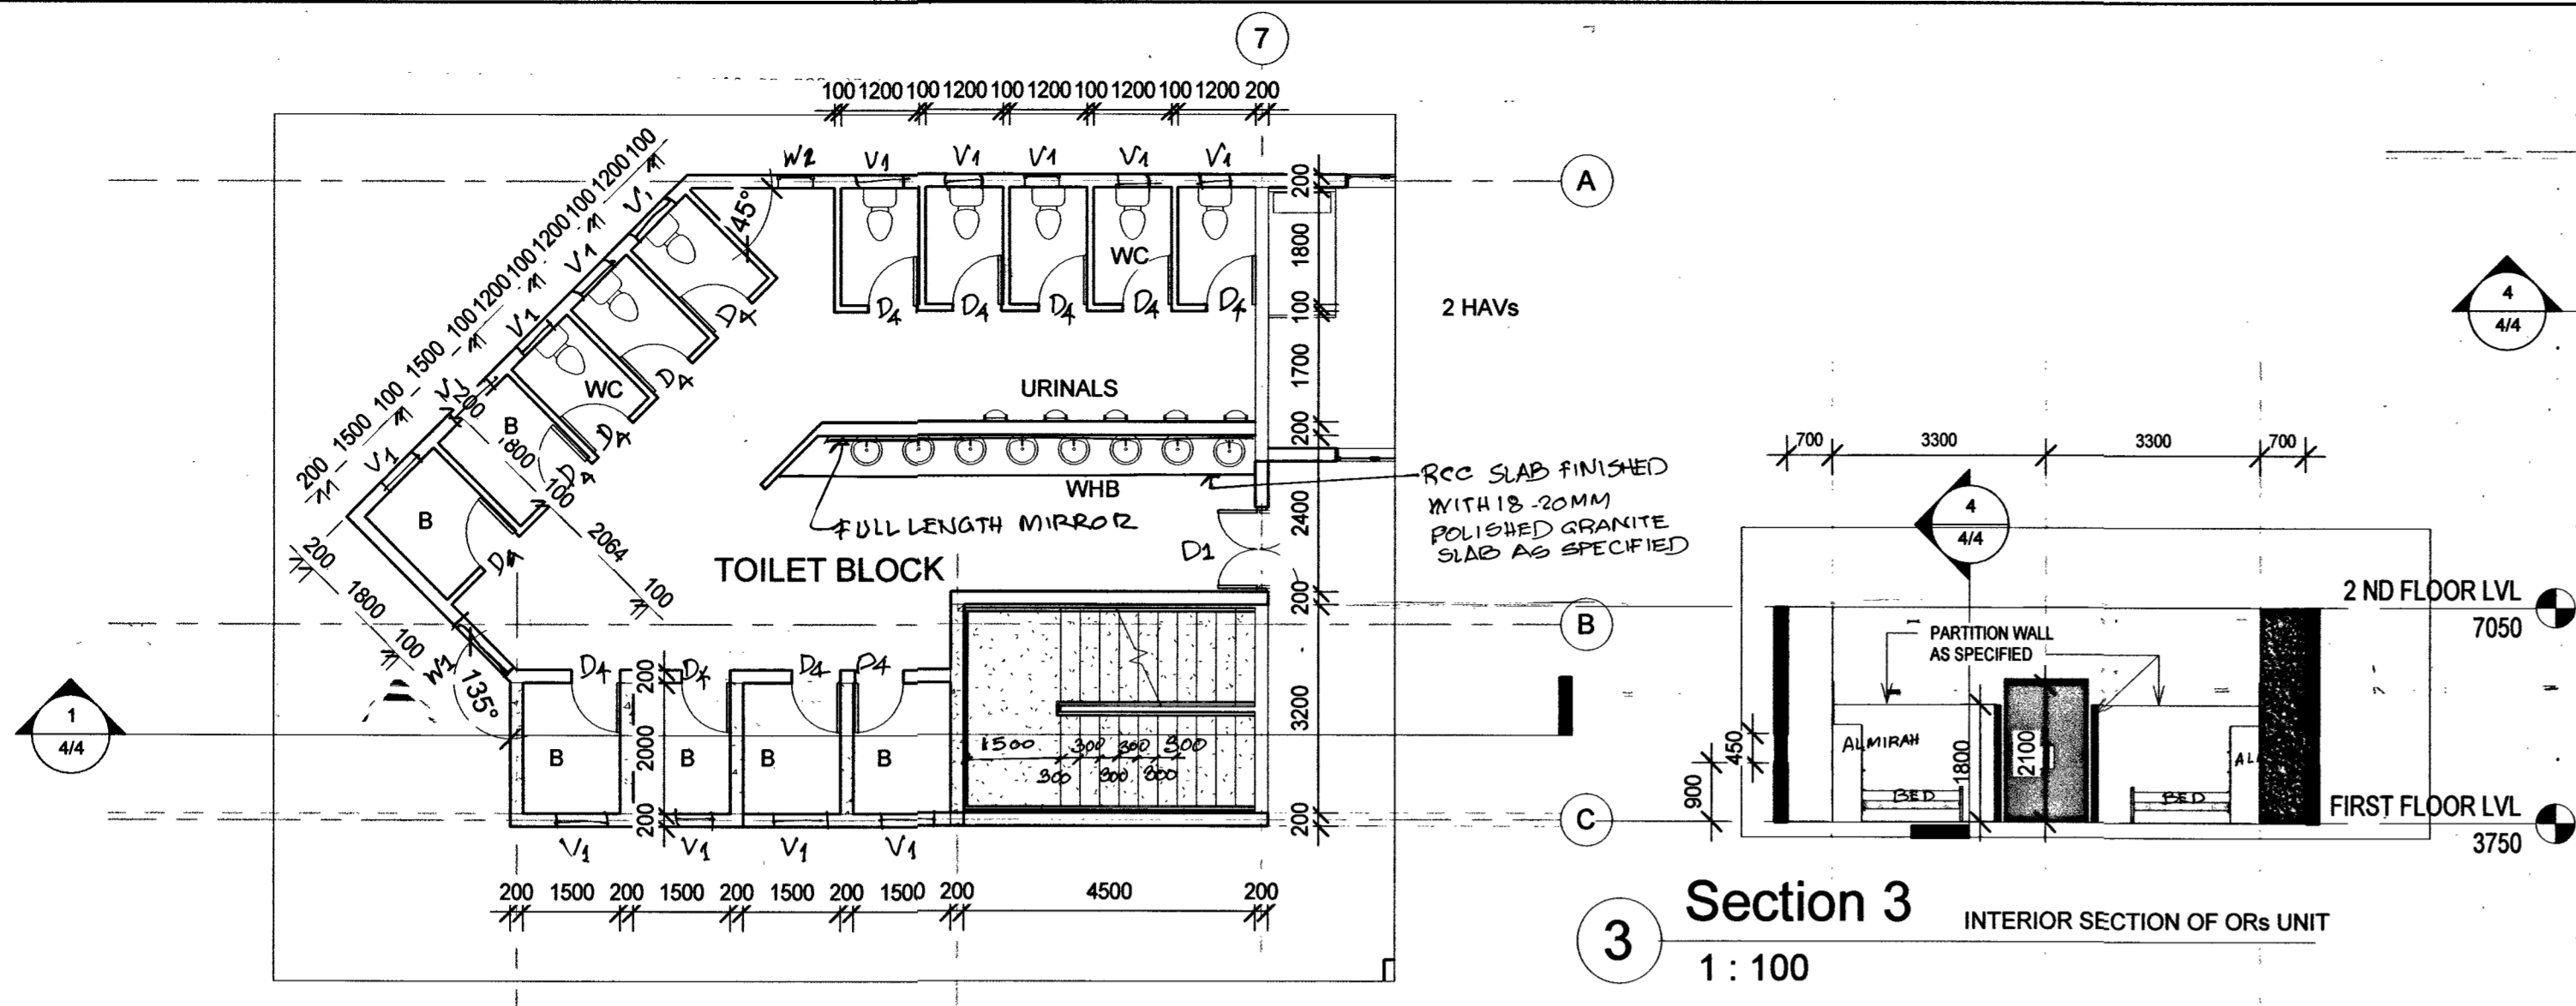 7
100 1200 100 1200 100 1200 100 1200 100 1200 200
W2 V1 V1 V1 V1 V1
A
200 1500 100 1500 100 1200 100 1200 100 1200 100
V1 V1 V1 V1 V1
45°
200
1800
100
1700
200
2400
200
3200
200
WC
D4 D4 D4 D4 D4
2 HAVs
D4
D4
D4
D4
D4
WC
B
B
200
1800
100
2064
100
URINALS
WHB
FULL LENGTH MIRROR
RCC SLAB FINISHED
WITH 18-20MM
POLISHED GRANITE
SLAB AS SPECIFIED
D1
TOILET BLOCK
B
200
1800
100
W1
135°
D4 D4 D4 D4
200
2000
200
B B B B
1500 300 300 300
300 300 300
V1 V1 V1 V1
C
1
4/4
200 1500 200 1500 200 1500 200 1500 200 4500 200
4
4/4
700 3300 3300 700
4
4/4
2 ND FLOOR LVL
7050
PARTITION WALL
AS SPECIFIED
ALMIRAH
BED
1800
2100
450
900
BED
AL
FIRST FLOOR LVL
3750
3
Section 3
INTERIOR SECTION OF ORs UNIT
1 : 100